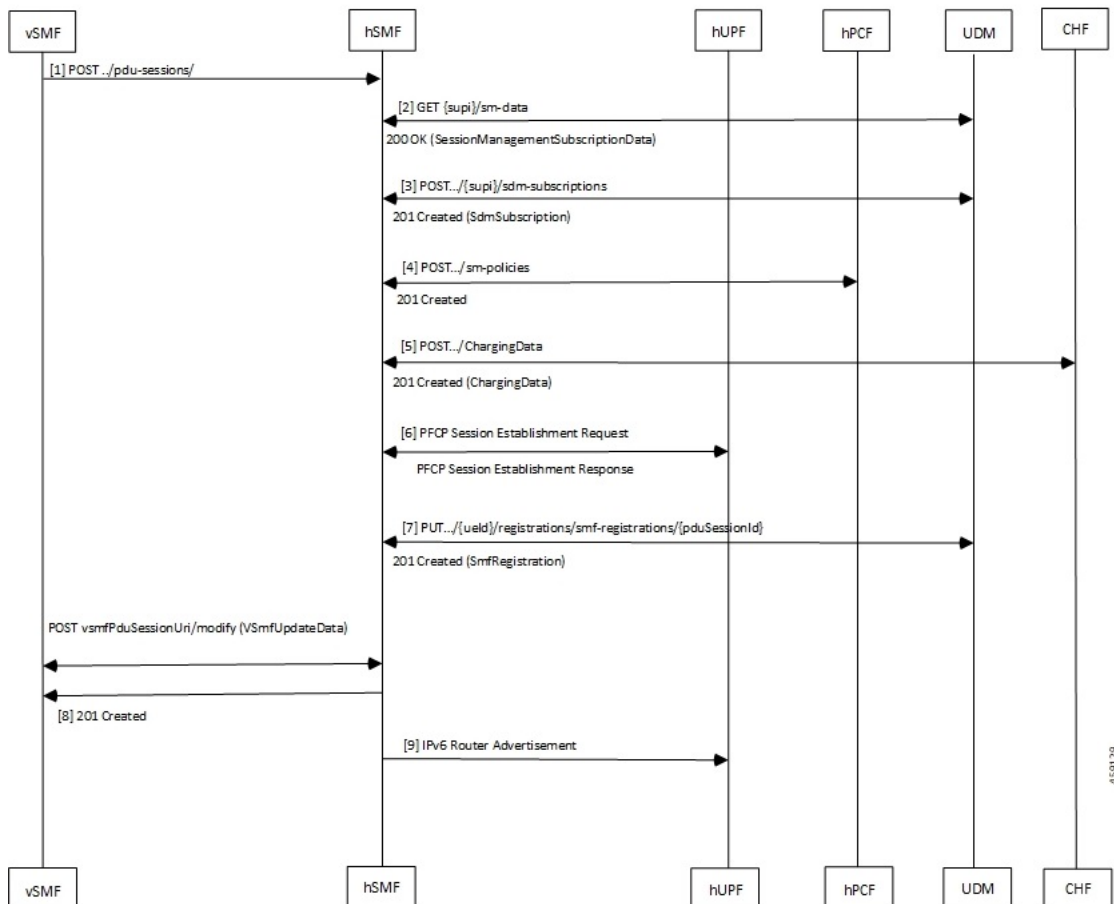 vSMF
hSMF
hUPF
hPCF
UDM
CHF
[1] POST ../pdu-sessions/
[2] GET {supi}/sm-data
200 OK (SessionManagementSubscriptionData)
[3] POST.../{supi}/sdm-subscriptions
201 Created (SdmSubscription)
[4] POST.../sm-policies
201 Created
[5] POST.../ChargingData
201 Created (ChargingData)
[6] PFCP Session Establishment Request
PFCP Session Establishment Response
[7] PUT.../{ueId}/registrations/smf-registrations/{pduSessionId}
201 Created (SmfRegistration)
POST vsmfPduSessionUri/modify (VSmfUpdateData)
[8] 201 Created
[9] IPv6 Router Advertisement
459129
vSMF
hSMF
hUPF
hPCF
UDM
CHF